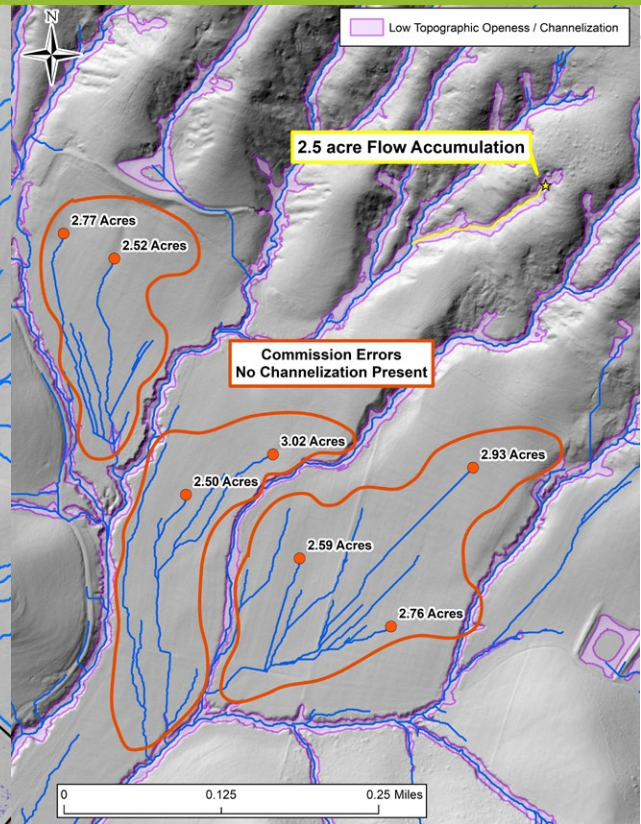 N
Low Topographic Openess / Channelization
2.5 acre Flow Accumulation
2.77 Acres
2.52 Acres
Commission Errors
No Channelization Present
3.02 Acres
2.93 Acres
2.50 Acres
2.59 Acres
2.76 Acres
0 0.125 0.25 Miles